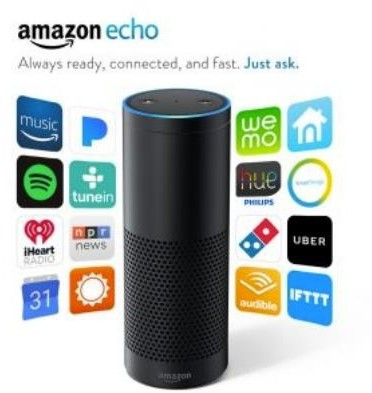 amazon echo
Always ready, connected, and fast. Just ask.
music
we
mo
tunein
hue
PHILIPS
iHeart
RADIO
npr
news
UBER
31
audible
IFTTT
amazon